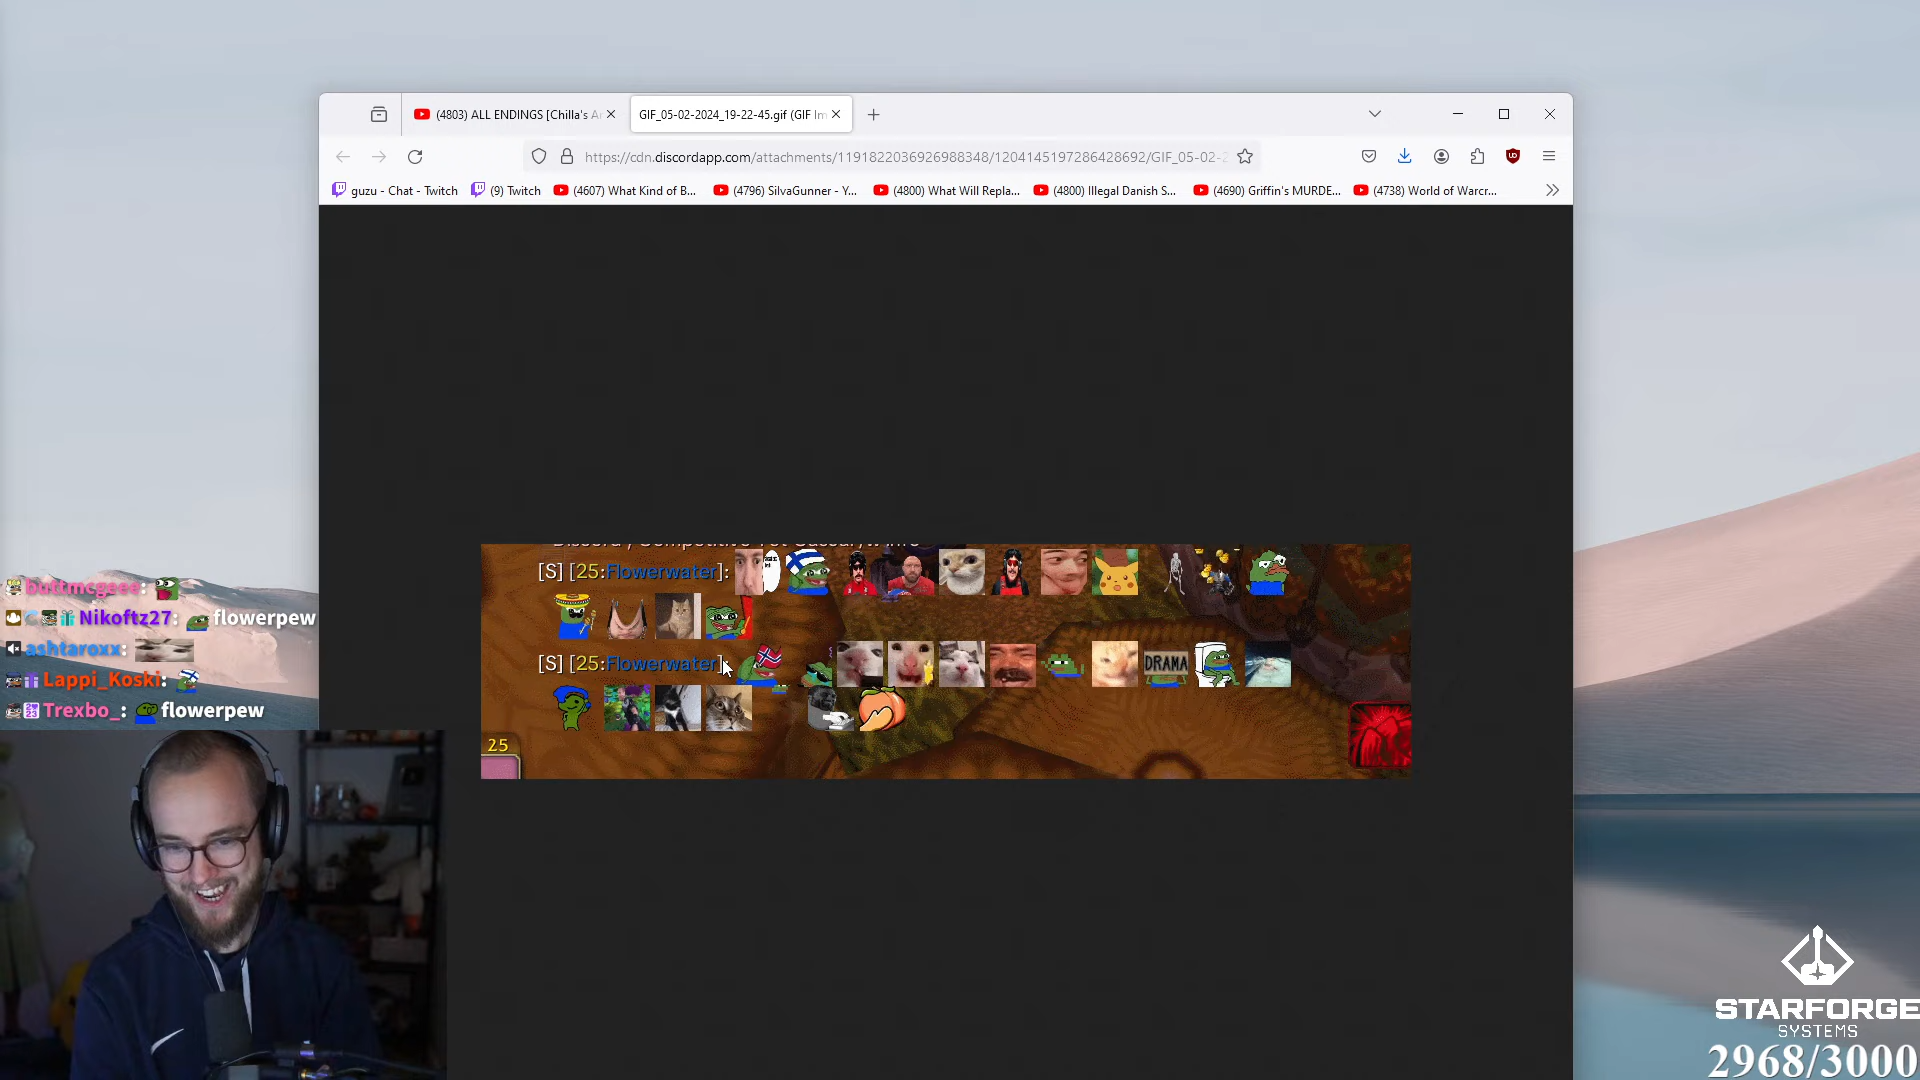 (4803) ALL ENDINGS [Chilla's Ar
GIF_05-02-2024_19-22-45.gif (GIF Im
https://cdn.discordapp.com/attachments/1191822036926988348/1204145197286428692/GIF_05-02-2
guzu - Chat - Twitch
(9) Twitch
(4607) What Kind of B...
(4796) SilvaGunner - Y...
(4800) What Will Repla...
(4800) Illegal Danish S...
(4690) Griffin's MURDE...
(4738) World of Warcr...
[S] [25:Flowerwater]:
[S] [25:Flowerwater]
DRAMA
25
buttmcgeee:
Nikoftz27: flowerpew
ashtaroxx:
Lappi_Koski:
Trexbo_: flowerpew
STARFORGE
SYSTEMS
2968/3000